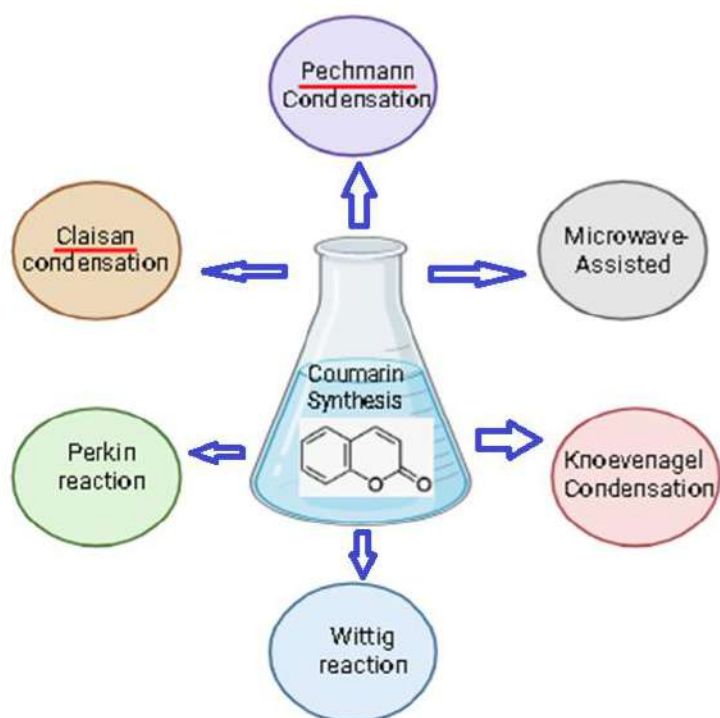 Pechmann
Condensation
Claisan
condensation
Microwave-
Assisted
Coumarin
Synthesis
O
O
Perkin
reaction
Knoevenagel
Condensation
Wittig
reaction